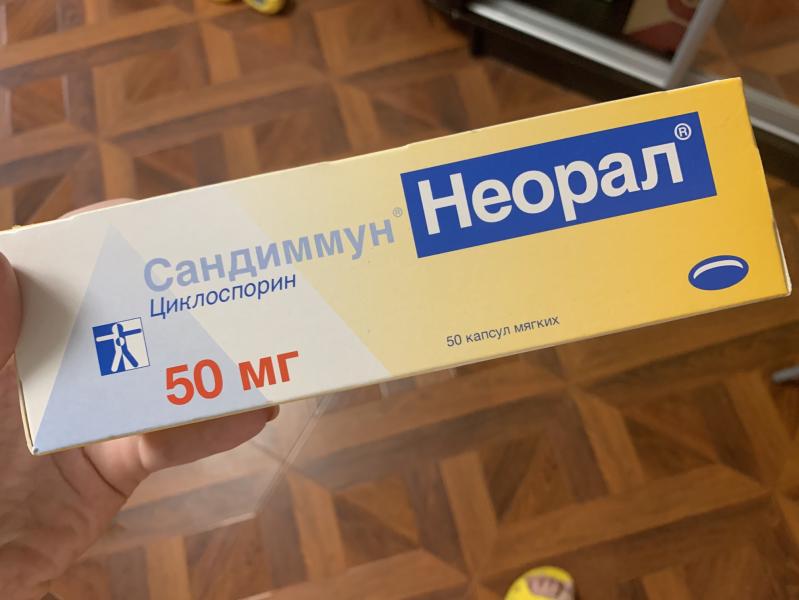 Сандиммун® Неорал®
Циклоспорин
50 мг
50 капсул мягких